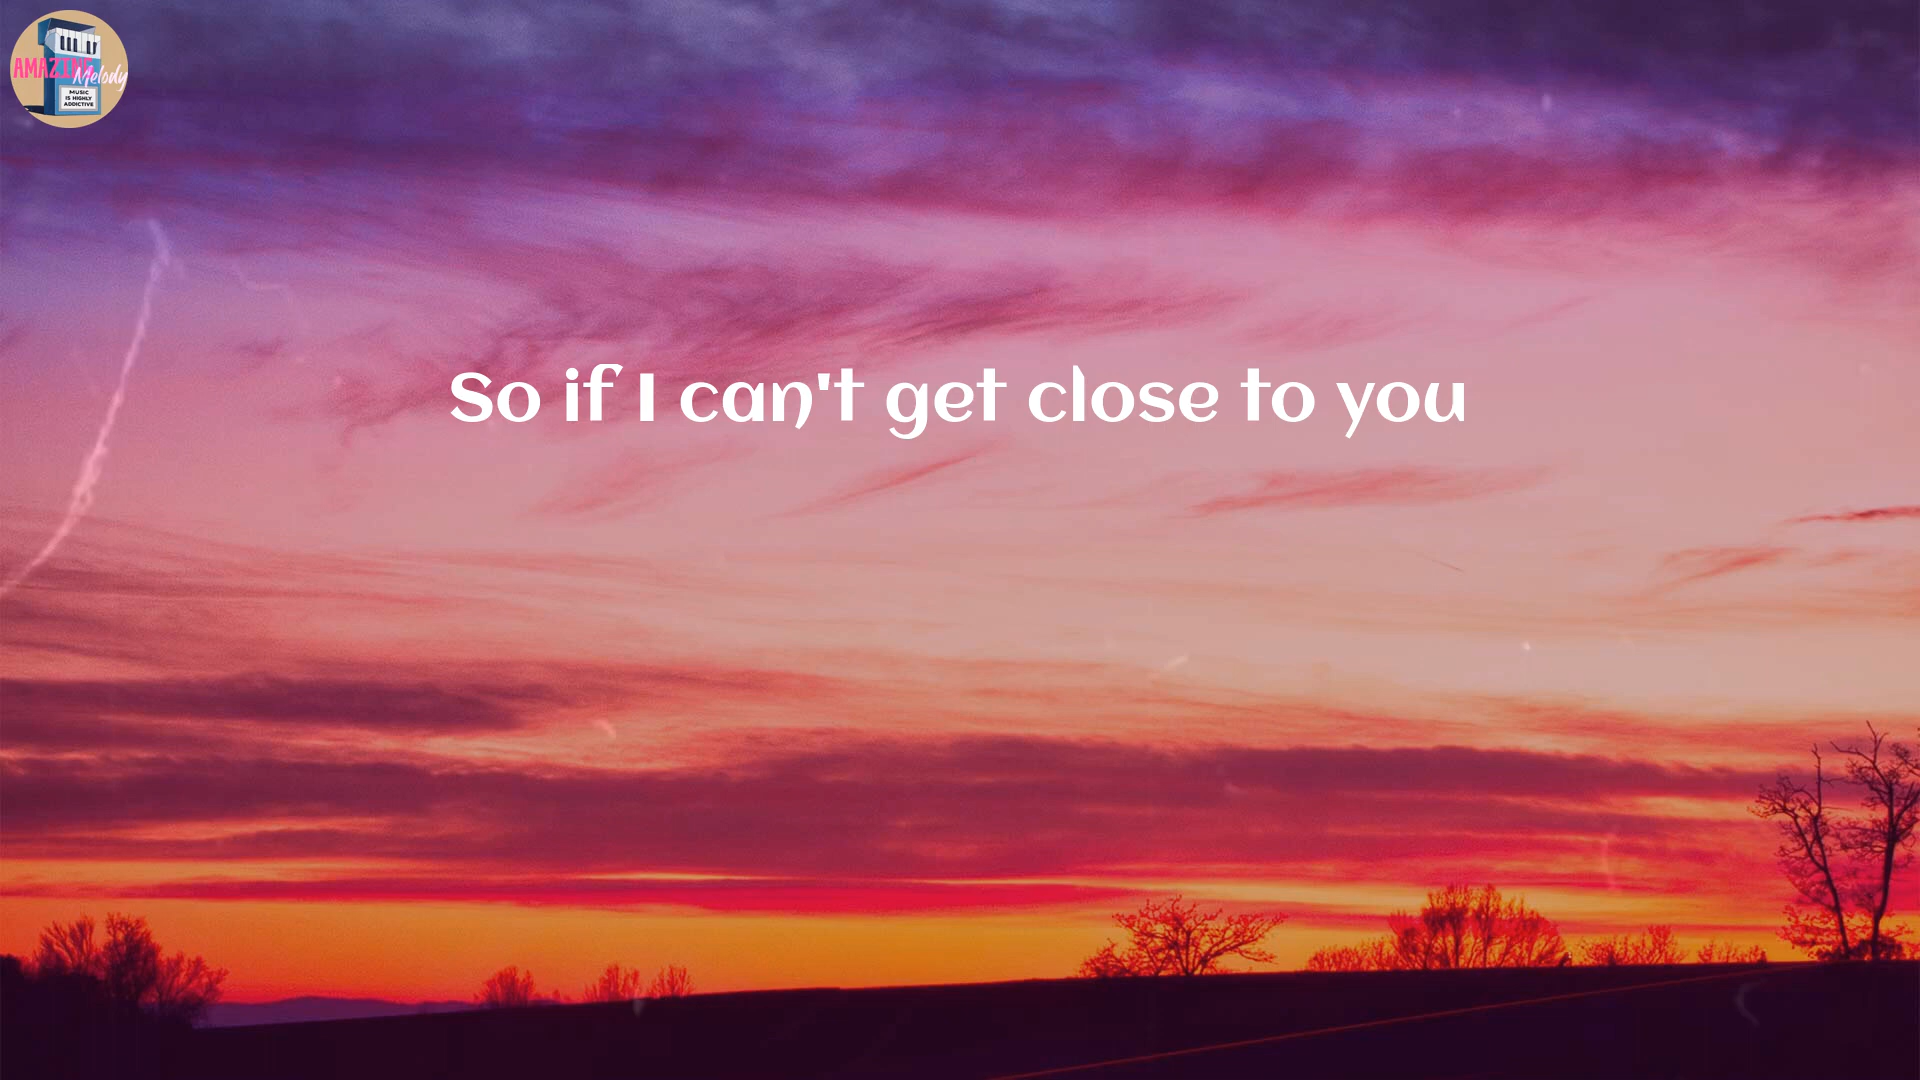 AMAZING
Melody
MUSIC
IS HIGHLY
ADDICTIVE
So if I can't get close to you